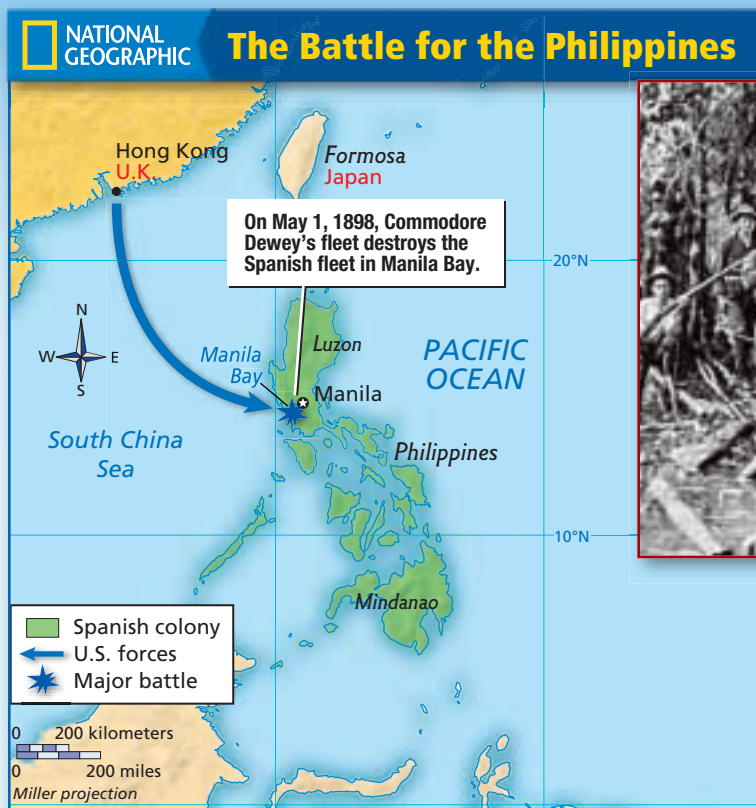 NATIONAL
GEOGRAPHIC
The Battle for the Philippines
Hong Kong
U.K.
Formosa
Japan
On May 1, 1898, Commodore
Dewey's fleet destroys the
Spanish fleet in Manila Bay.
20°N
N
W
E
S
Luzon
Manila
Bay
PACIFIC
OCEAN
Manila
South China
Sea
Philippines
10°N
Mindanao
Spanish colony
U.S. forces
Major battle
0 200 kilometers
0 200 miles
Miller projection